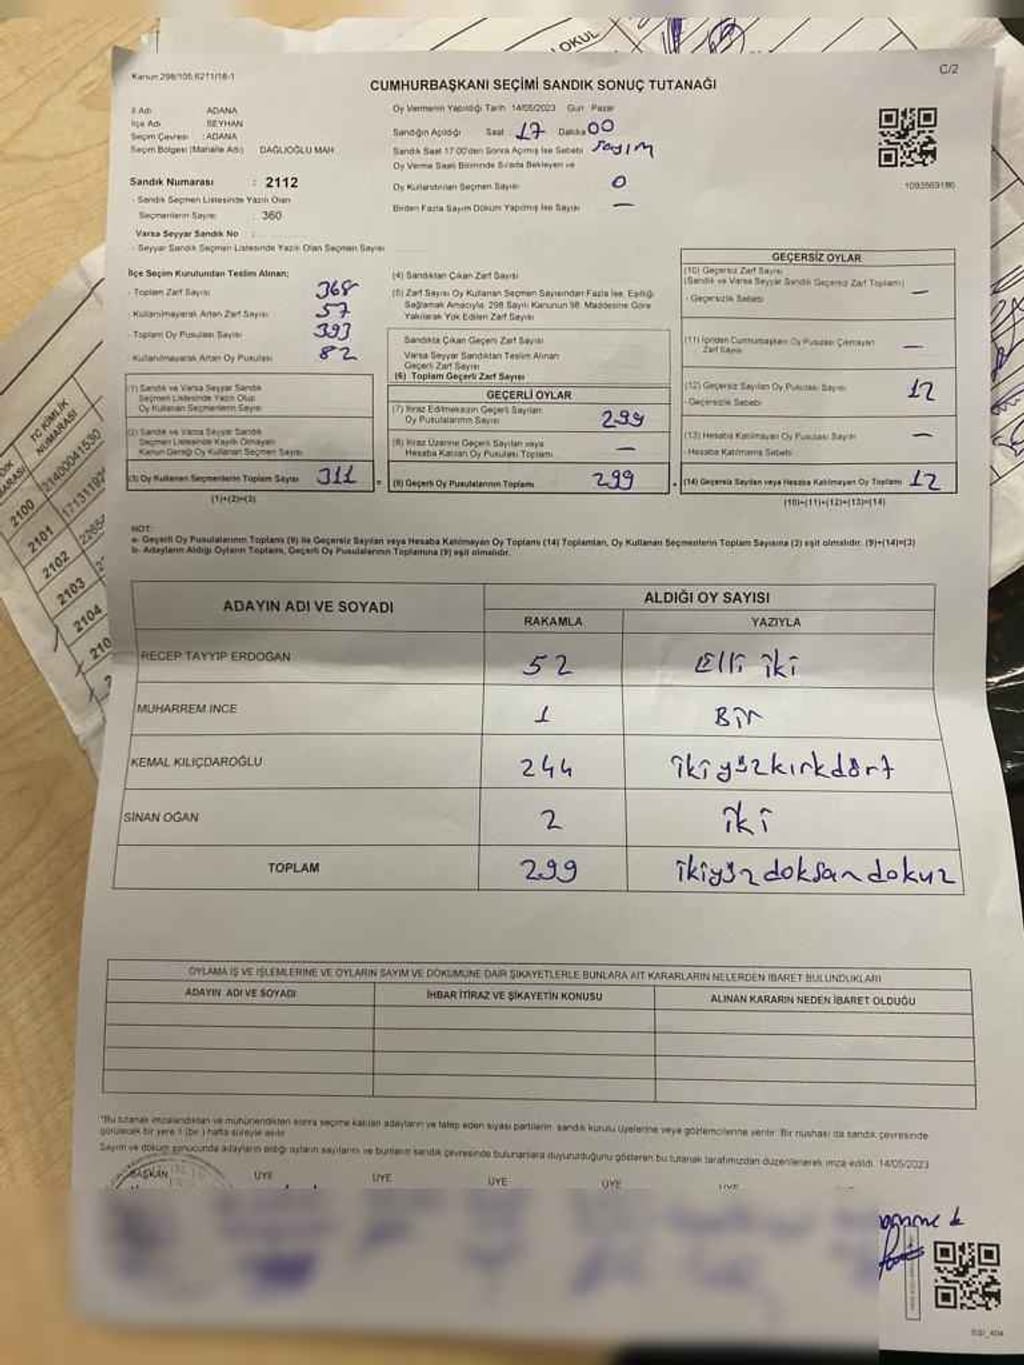 OKUL
Kanun 298/105,6271/18-1
C/2
CUMHURBAŞKANI SEÇİMİ SANDIK SONUÇ TUTANAĞI
İl Adı ADANA
İlçe Adı SEYHAN
Seçim Çevresi : ADANA
Seçim Bölgesi (Mahalle Adı) DAĞLIOĞLU MAH
Oy Vermenin Yapıldığı Tarih 14/05/2023 Gün Pazar
Sandığın Açıldığı Saat 17 Dakika 00
Sandık Saat 17:00'den Sonra Açılmış İse Sebebi sayım
Oy Verme Saati Bitiminde Sırada Bekleyen ve
Oy Kullandırılan Seçmen Sayısı 0
Birden Fazla Sayım Döküm Yapılmış İse Sayısı —
Sandık Numarası : 2112
- Sandık Seçmen Listesinde Yazılı Olan
Seçmenlerin Sayısı : 360
Varsa Seyyar Sandık No :
- Seyyar Sandık Seçmen Listesinde Yazılı Olan Seçmen Sayısı
İlçe Seçim Kurulundan Teslim Alınan;
- Toplam Zarf Sayısı 368
- Kullanılmayarak Artan Zarf Sayısı 57
- Toplam Oy Pusulası Sayısı 393
- Kullanılmayarak Artan Oy Pusulası 82
(1) Sandık ve Varsa Seyyar Sandık
Seçmen Listesinde Yazılı Olup
Oy Kullanan Seçmenlerin Sayısı
(2) Sandık ve Varsa Seyyar Sandık
Seçmen Listesinde Kayıtlı Olmayan
Kanun Gereği Oy Kullanan Seçmen Sayısı
(3) Oy Kullanan Seçmenlerin Toplam Sayısı 311
(1)+(2)=(3)
(4) Sandıktan Çıkan Zarf Sayısı
(5) Zarf Sayısı Oy Kullanan Seçmen Sayısından Fazla İse, Eşitliği
Sağlamak Amacıyla, 298 Sayılı Kanunun 98. Maddesine Göre
Yakılarak Yok Edilen Zarf Sayısı
Sandıkta Çıkan Geçerli Zarf Sayısı
Varsa Seyyar Sandıktan Teslim Alınan
Geçerli Zarf Sayısı
(6) Toplam Geçerli Zarf Sayısı
GEÇERLİ OYLAR
(7) İtiraz Edilmeksizin Geçerli Sayılan
Oy Pusulalarının Sayısı 299
(8) İtiraz Üzerine Geçerli Sayılan veya
Hesaba Katılan Oy Pusulası Toplamı —
(9) Geçerli Oy Pusulalarının Toplamı 299
GEÇERSİZ OYLAR
(10) Geçersiz Zarf Sayısı
(Sandık ve Varsa Seyyar Sandık Geçersiz Zarf Toplamı) —
- Geçersizlik Sebebi
(11) İçinden Cumhurbaşkanı Oy Pusulası Çıkmayan
Zarf Sayısı —
(12) Geçersiz Sayılan Oy Pusulası Sayısı 12
- Geçersizlik Sebebi
(13) Hesaba Katılmayan Oy Pusulası Sayısı —
- Hesaba Katılmama Sebebi
(14) Geçersiz Sayılan veya Hesaba Katılmayan Oy Toplamı 12
(10)+(11)+(12)+(13)=(14)
NOT:
a- Geçerli Oy Pusulalarının Toplamı (9) ile Geçersiz Sayılan veya Hesaba Katılmayan Oy Toplamı (14) Toplamları, Oy Kullanan Seçmenlerin Toplam Sayısına (3) eşit olmalıdır. (9)+(14)=(3)
b- Adayların Aldığı Oyların Toplamı, Geçerli Oy Pusulalarının Toplamına (9) eşit olmalıdır.
ADAYIN ADI VE SOYADI ALDIĞI OY SAYISI
RAKAMLA YAZIYLA
RECEP TAYYİP ERDOĞAN 52 Elli iki
MUHARREM İNCE 1 Bir
KEMAL KILIÇDAROĞLU 244 ikiyüzkırkdört
SİNAN OĞAN 2 iki
TOPLAM 299 ikiyüzdoksandokuz
OYLAMA İŞ VE İŞLEMLERİNE VE OYLARIN SAYIM VE DÖKÜMÜNE DAİR ŞİKAYETLERLE BUNLARA AİT KARARLARIN NELERDEN İBARET BULUNDUKLARI
ADAYIN ADI VE SOYADI İHBAR İTİRAZ VE ŞİKAYETİN KONUSU ALINAN KARARIN NEDEN İBARET OLDUĞU
*Bu tutanak imzalandıktan ve mühürlendikten sonra seçime katılan adayların ve talep eden siyasi partilerin, sandık kurulu üyelerine veya gözlemcilerine verilir. Bir nüshası da sandık çevresinde
görülecek bir yere 1 (bir) hafta süreyle asılır.
Sayım ve döküm sonucunda adayların aldığı oyların sayılarını ve bunların sandık çevresinde bulunanlara duyurulduğunu gösteren bu tutanak tarafımızdan düzenlenerek imza edildi. 14/05/2023
BAŞKAN ÜYE ÜYE ÜYE ÜYE ÜYE
TC KİMLİK
NUMARASI
2100 31400041530
2101
2102
2103
2104